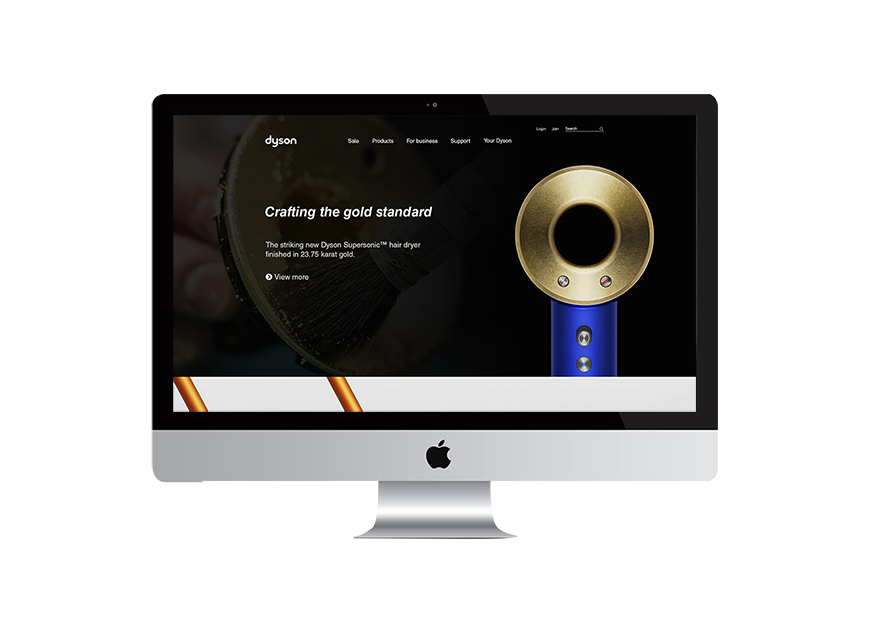 Login Join Search
dyson Sale Products For business Support Your Dyson
Crafting the gold standard
The striking new Dyson Supersonic™ hair dryer
finished in 23.75 karat gold.
View more